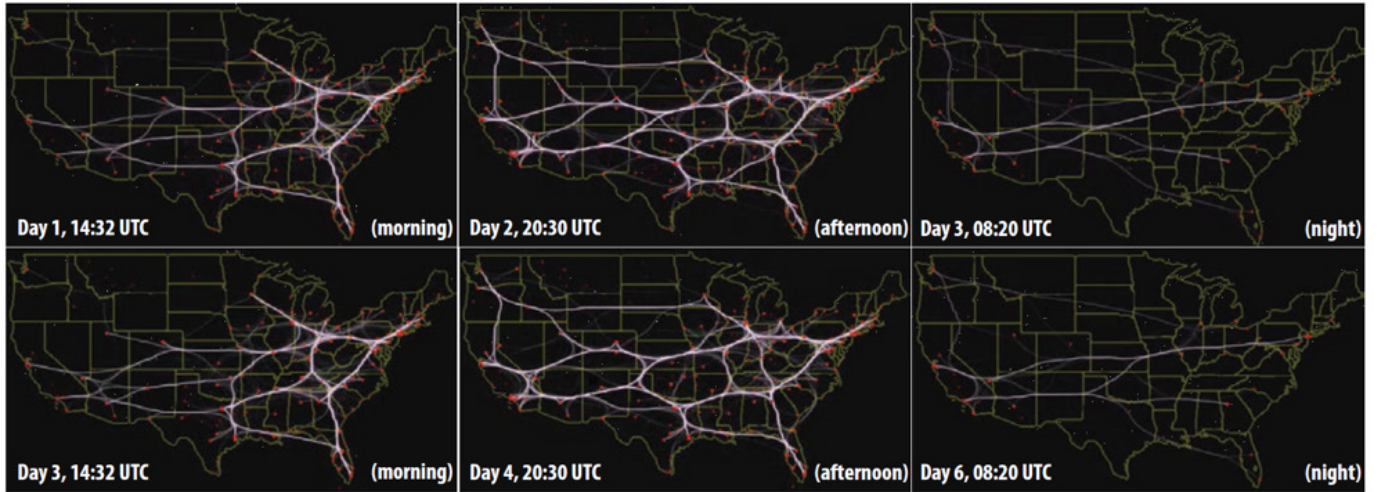 Day 1, 14:32 UTC (morning)
Day 2, 20:30 UTC (afternoon)
Day 3, 08:20 UTC (night)
Day 3, 14:32 UTC (morning)
Day 4, 20:30 UTC (afternoon)
Day 6, 08:20 UTC (night)